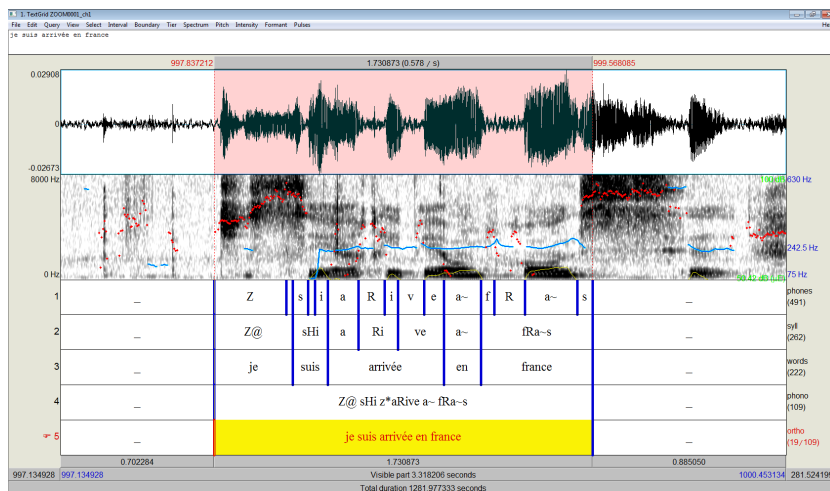 1. TextGrid ZOOM0001_ch1
File Edit Query View Select Interval Boundary Tier Spectrum Pitch Intensity Formant Pulses
je suis arrivée en france
997.837212 1.730873 (0.578 / s) 999.568085
0.02908
0
-0.02673
8000 Hz 630 Hz
242.5 Hz
0 Hz 75 Hz
1 _ Z s i a R i v e a~ f R a~ s _ phones (491)
2 _ Z@ sHi a Ri ve a~ fRa~s _ syll (262)
3 _ je suis arrivée en france _ words (222)
4 _ Z@ sHi z*aRive a~ fRa~s _ phono (109)
5 _ je suis arrivée en france _ ortho (19/109)
0.702284 1.730873 0.885050
997.134928 997.134928 Visible part 3.318206 seconds 1000.453134 281.524199
Total duration 1281.977333 seconds